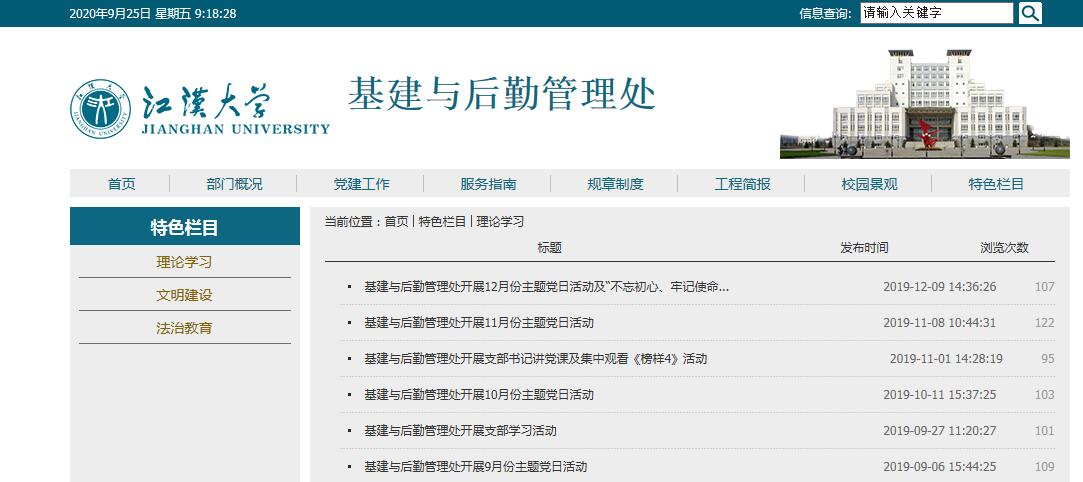 2020年9月25日 星期五 9:18:28 信息查询: 请输入关键字
江汉大学
JIANGHAN UNIVERSITY
基建与后勤管理处
首页 部门概况 党建工作 服务指南 规章制度 工程简报 校园景观 特色栏目
特色栏目
理论学习
文明建设
法治教育
当前位置：首页 | 特色栏目 | 理论学习
标题 发布时间 浏览次数
基建与后勤管理处开展12月份主题党日活动及“不忘初心、牢记使命... 2019-12-09 14:36:26 107
基建与后勤管理处开展11月份主题党日活动 2019-11-08 10:44:31 122
基建与后勤管理处开展支部书记讲党课及集中观看《榜样4》活动 2019-11-01 14:28:19 95
基建与后勤管理处开展10月份主题党日活动 2019-10-11 15:37:25 103
基建与后勤管理处开展支部学习活动 2019-09-27 11:20:27 101
基建与后勤管理处开展9月份主题党日活动 2019-09-06 15:44:25 109